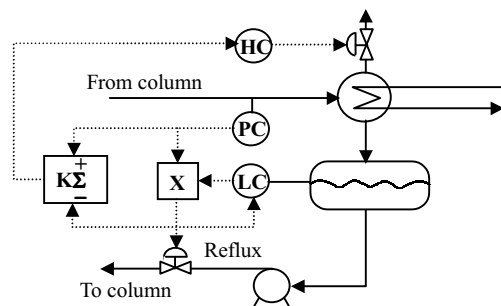 HC
From column
PC
KΣ
+
−
X
LC
Reflux
To column